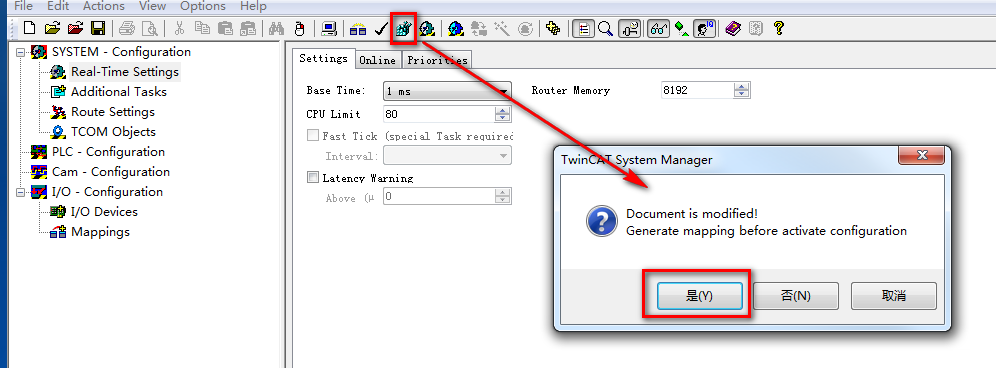 File Edit Actions View Options Help
SYSTEM - Configuration
Real-Time Settings
Additional Tasks
Route Settings
TCOM Objects
PLC - Configuration
Cam - Configuration
I/O - Configuration
I/O Devices
Mappings
Settings Online Priorities
Base Time: 1 ms Router Memory 8192
CPU Limit 80
Fast Tick (special Task required
Interval:
Latency Warning
Above (μ 0
TwinCAT System Manager
Document is modified!
Generate mapping before activate configuration
是(Y) 否(N) 取消